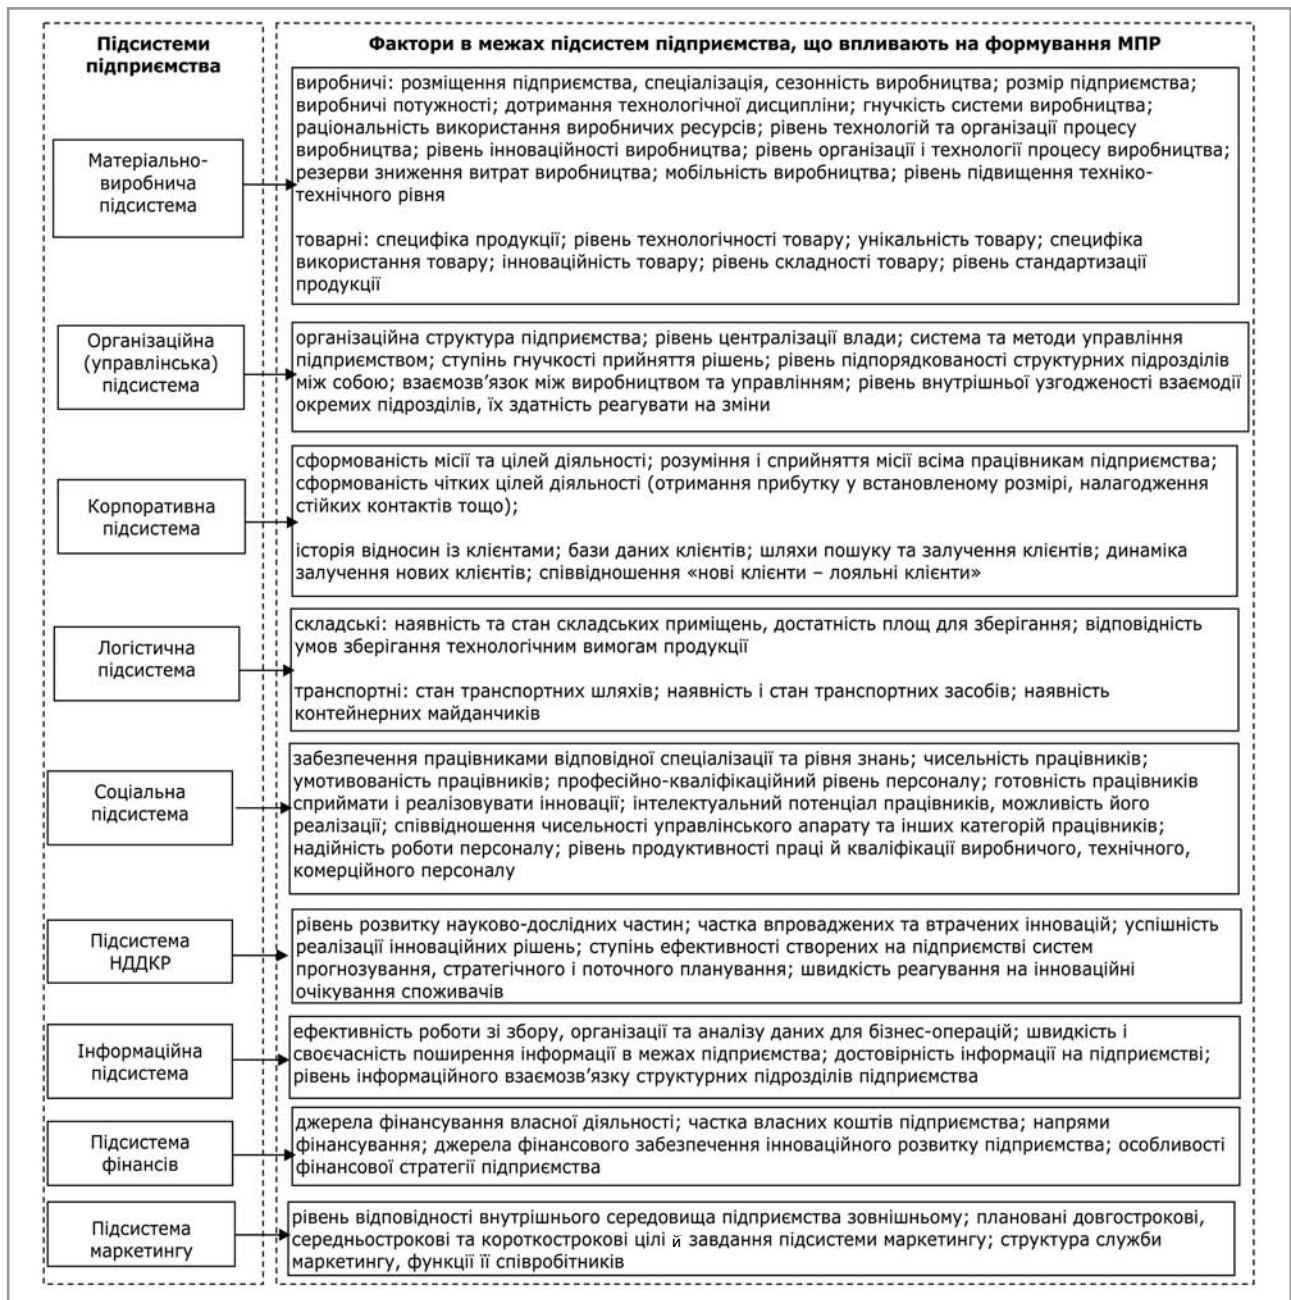 Підсистеми
підприємства
Фактори в межах підсистем підприємства, що впливають на формування МПР
Матеріально-
виробнича
підсистема
виробничі: розміщення підприємства, спеціалізація, сезонність виробництва; розмір підприємства;
виробничі потужності; дотримання технологічної дисципліни; гнучкість системи виробництва;
раціональність використання виробничих ресурсів; рівень технологій та організації процесу
виробництва; рівень інноваційності виробництва; рівень організації і технології процесу виробництва;
резерви зниження витрат виробництва; мобільність виробництва; рівень підвищення техніко-
технічного рівня
товарні: специфіка продукції; рівень технологічності товару; унікальність товару; специфіка
використання товару; інноваційність товару; рівень складності товару; рівень стандартизації
продукції
Організаційна
(управлінська)
підсистема
організаційна структура підприємства; рівень централізації влади; система та методи управління
підприємством; ступінь гнучкості прийняття рішень; рівень підпорядкованості структурних підрозділів
між собою; взаємозв’язок між виробництвом та управлінням; рівень внутрішньої узгодженості взаємодії
окремих підрозділів, їх здатність реагувати на зміни
Корпоративна
підсистема
сформованість місії та цілей діяльності; розуміння і сприйняття місії всіма працівникам підприємства;
сформованість чітких цілей діяльності (отримання прибутку у встановленому розмірі, налагодження
стійких контактів тощо);
історія відносин із клієнтами; бази даних клієнтів; шляхи пошуку та залучення клієнтів; динаміка
залучення нових клієнтів; співвідношення «нові клієнти – лояльні клієнти»
Логістична
підсистема
складські: наявність та стан складських приміщень, достатність площ для зберігання; відповідність
умов зберігання технологічним вимогам продукції
транспортні: стан транспортних шляхів; наявність і стан транспортних засобів; наявність
контейнерних майданчиків
Соціальна
підсистема
забезпечення працівниками відповідної спеціалізації та рівня знань; чисельність працівників;
умотивованість працівників; професійно-кваліфікаційний рівень персоналу; готовність працівників
сприймати і реалізовувати інновації; інтелектуальний потенціал працівників, можливість його
реалізації; співвідношення чисельності управлінського апарату та інших категорій працівників;
надійність роботи персоналу; рівень продуктивності праці й кваліфікації виробничого, технічного,
комерційного персоналу
Підсистема
НДДКР
рівень розвитку науково-дослідних частин; частка впроваджених та втрачених інновацій; успішність
реалізації інноваційних рішень; ступінь ефективності створених на підприємстві систем
прогнозування, стратегічного і поточного планування; швидкість реагування на інноваційні
очікування споживачів
Інформаційна
підсистема
ефективність роботи зі збору, організації та аналізу даних для бізнес-операцій; швидкість і
своєчасність поширення інформації в межах підприємства; достовірність інформації на підприємстві;
рівень інформаційного взаємозв’язку структурних підрозділів підприємства
Підсистема
фінансів
джерела фінансування власної діяльності; частка власних коштів підприємства; напрями
фінансування; джерела фінансового забезпечення інноваційного розвитку підприємства; особливості
фінансової стратегії підприємства
Підсистема
маркетингу
рівень відповідності внутрішнього середовища підприємства зовнішньому; плановані довгострокові,
середньострокові та короткострокові цілі й завдання підсистеми маркетингу; структура служби
маркетингу, функції її співробітників